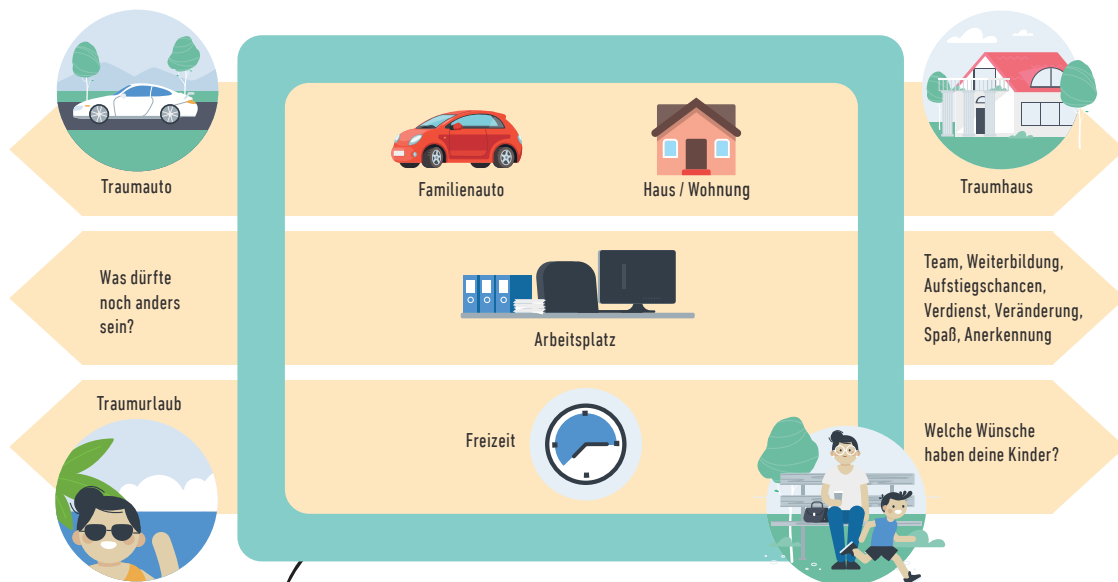 Traumauto
Familienauto
Haus / Wohnung
Traumhaus
Was dürfte
noch anders
sein?
Arbeitsplatz
Team, Weiterbildung,
Aufstiegschancen,
Verdienst, Veränderung,
Spaß, Anerkennung
Traumurlaub
Freizeit
Welche Wünsche
haben deine Kinder?